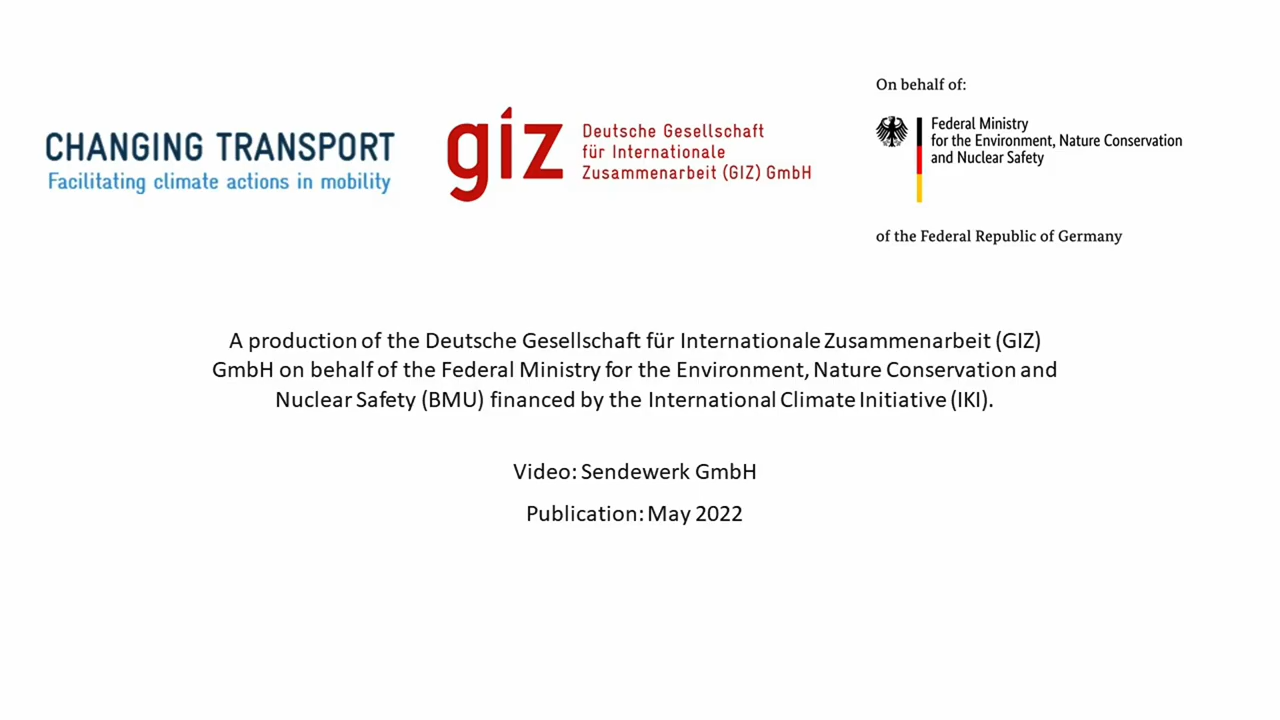 CHANGING TRANSPORT
Facilitating climate actions in mobility
giz
Deutsche Gesellschaft
für Internationale
Zusammenarbeit (GIZ) GmbH
On behalf of:
Federal Ministry
for the Environment, Nature Conservation
and Nuclear Safety
of the Federal Republic of Germany
A production of the Deutsche Gesellschaft für Internationale Zusammenarbeit (GIZ)
GmbH on behalf of the Federal Ministry for the Environment, Nature Conservation and
Nuclear Safety (BMU) financed by the International Climate Initiative (IKI).
Video: Sendewerk GmbH
Publication: May 2022